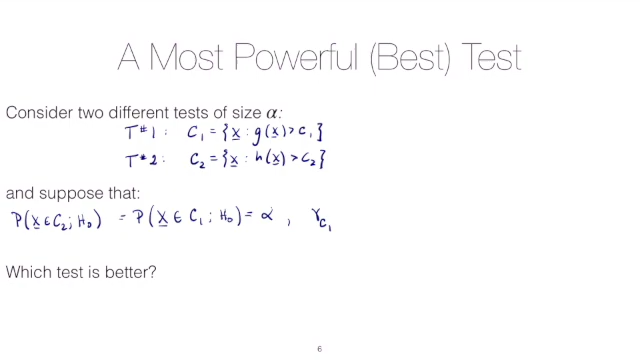 A Most Powerful (Best) Test
Consider two different tests of size α:
T#1: C₁ = {x : g(x) > c₁}
T#2: C₂ = {x : h(x) > c₂}
and suppose that:
P(X ∈ C₂; H₀) = P(X ∈ C₁; H₀) = α, γ_C₁
Which test is better?
6